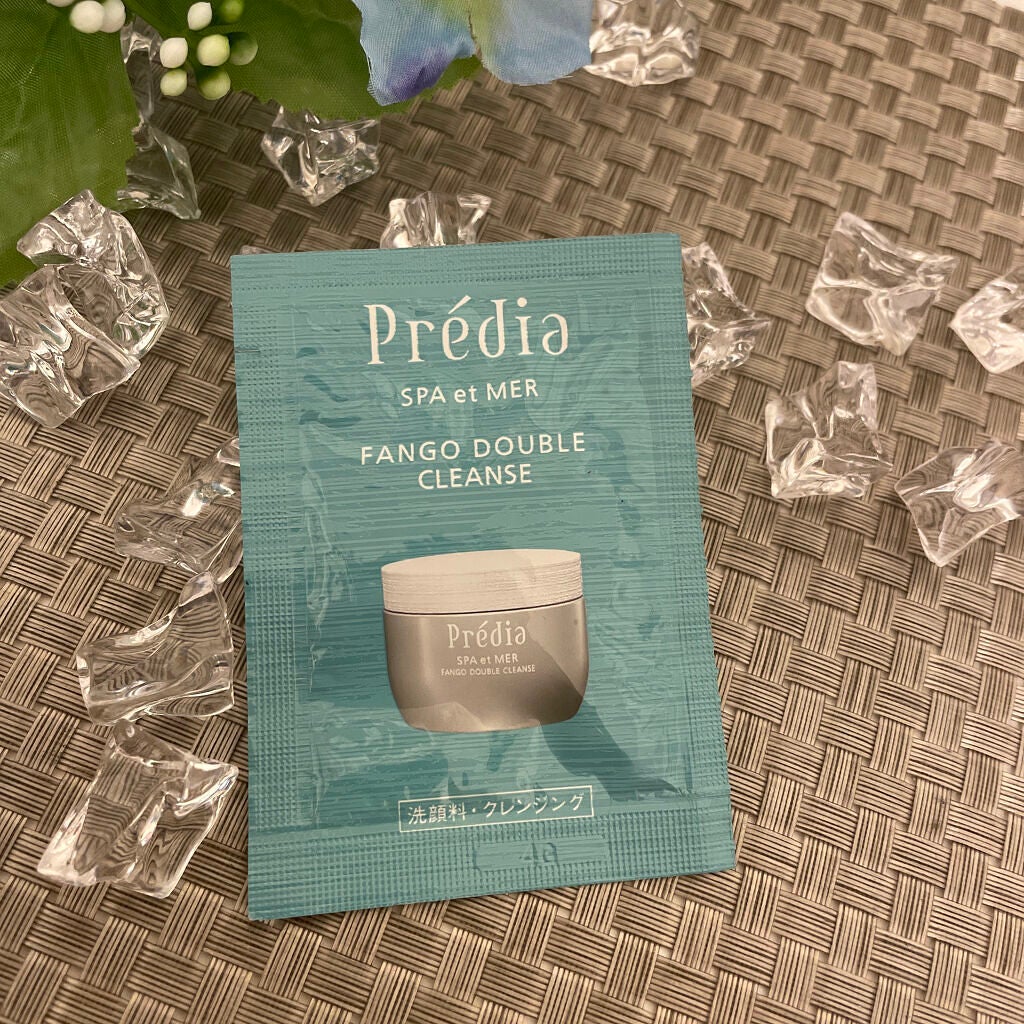 Prédia
SPA et MER
FANGO DOUBLE
CLEANSE
Prédia
SPA et MER
FANGO DOUBLE CLEANSE
洗顔料・クレンジング